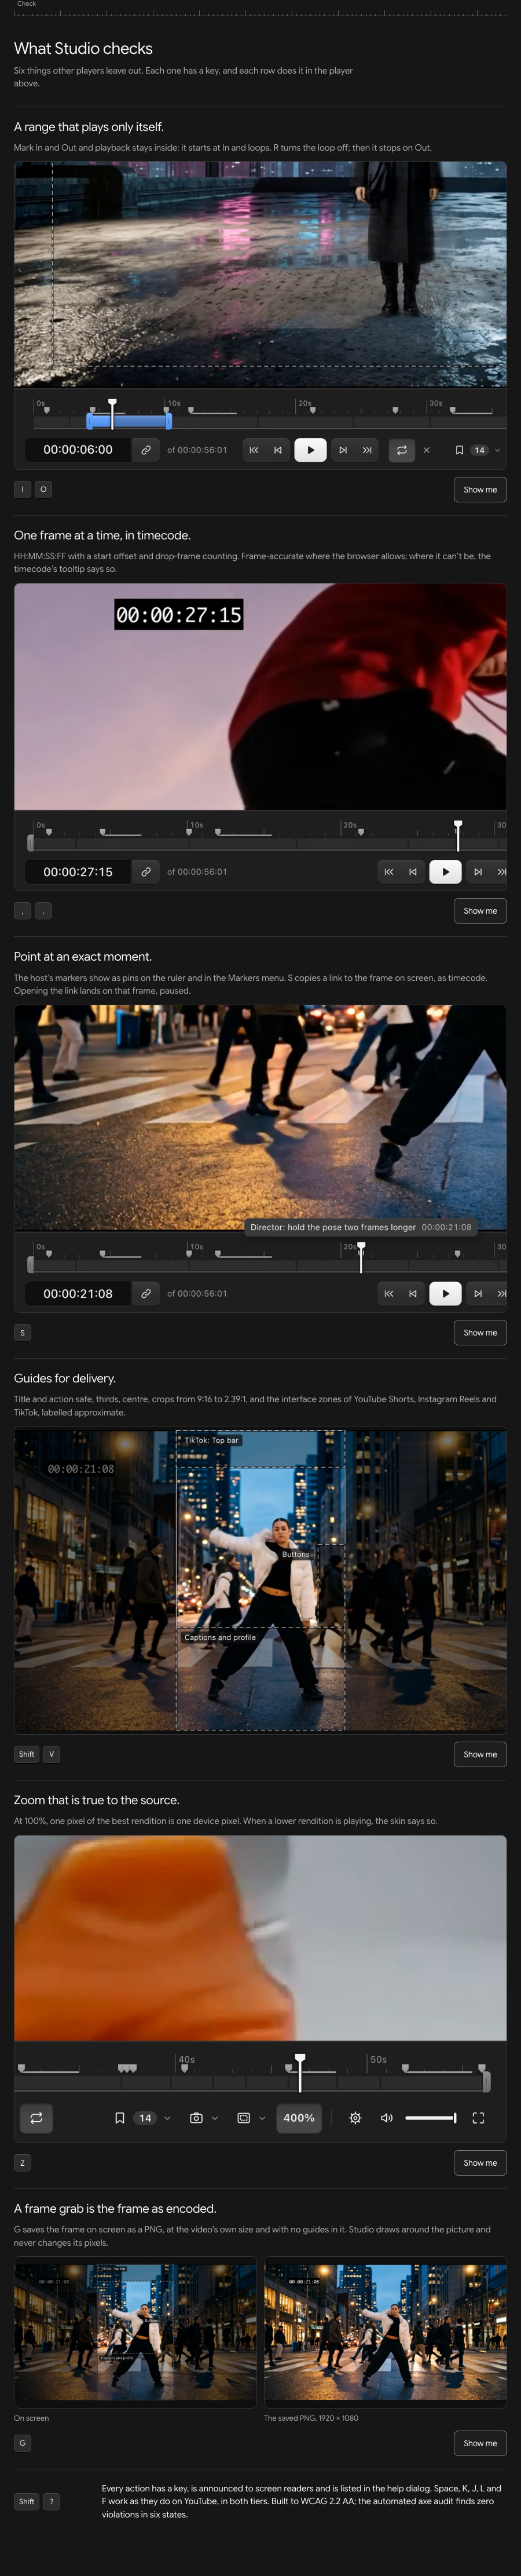 Check
What Studio checks
Six things other players leave out. Each one has a key, and each row does it in the player
above.
A range that plays only itself.
Mark In and Out and playback stays inside: it starts at In and loops. R turns the loop off; then it stops on Out.
0s 10s 20s 30s
00:00:06:00 of 00:00:56:01 14
I O Show me
One frame at a time, in timecode.
HH:MM:SS:FF with a start offset and drop-frame counting. Frame-accurate where the browser allows; where it can't be, the
timecode's tooltip says so.
00:00:27:15
0s 10s 20s 30
00:00:27:15 of 00:00:56:01
, . Show me
Point at an exact moment.
The host's markers show as pins on the ruler and in the Markers menu. S copies a link to the frame on screen, as timecode.
Opening the link lands on that frame, paused.
Director: hold the pose two frames longer 00:00:21:08
0s 10s 20s 30
00:00:21:08 of 00:00:56:01
S Show me
Guides for delivery.
Title and action safe, thirds, centre, crops from 9:16 to 2.39:1, and the interface zones of YouTube Shorts, Instagram Reels and
TikTok, labelled approximate.
TikTok: Top bar
00:00:21:08
Buttons
Captions and profile
Shift V Show me
Zoom that is true to the source.
At 100%, one pixel of the best rendition is one device pixel. When a lower rendition is playing, the skin says so.
40s 50s
14 400%
Z Show me
A frame grab is the frame as encoded.
G saves the frame on screen as a PNG, at the video's own size and with no guides in it. Studio draws around the picture and
never changes its pixels.
TikTok: Top bar
00:00:21:08 00:00:21:08
Captions and profile
On screen The saved PNG, 1920 × 1080
G Show me
Every action has a key, is announced to screen readers and is listed in the help dialog. Space, K, J, L and
Shift ? F work as they do on YouTube, in both tiers. Built to WCAG 2.2 AA; the automated axe audit finds zero
violations in six states.